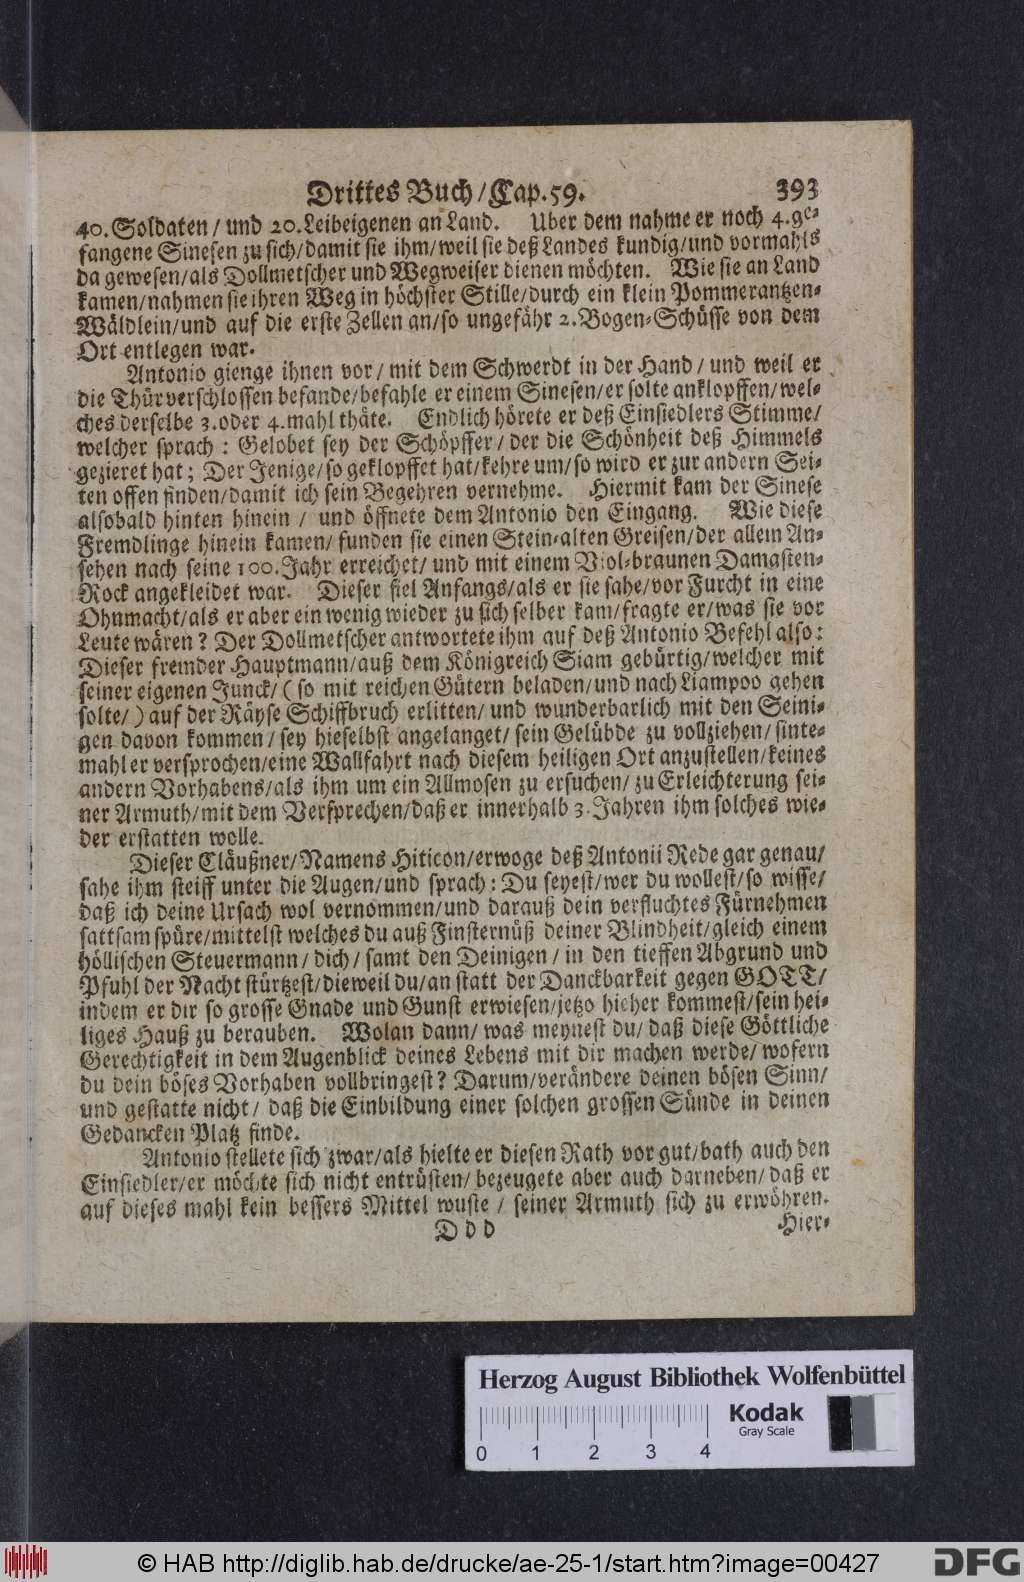 Drittes Buch / Cap. 59. 393
40. Soldaten / und 20. Leibeigenen an Land. Uber dem nahme er noch 4. ge-
fangene Sinesen zu sich / damit sie ihm / weil sie deß Landes kundig / und vormahls
da gewesen / als Dollmetscher und Wegweiser dienen möchten. Wie sie an Land
kamen / nahmen sie ihren Weg in höchster Stille / durch ein klein Pommerantzen-
Wäldlein / und auf die erste Zellen an / so ungefähr 2. Bogen-Schüsse von dem
Ort entlegen war.
Antonio gienge ihnen vor / mit dem Schwerdt in der Hand / und weil er
die Thür verschlossen befande / befahle er einem Sinesen / er solte anklopffen / wel-
ches derselbe 3. oder 4. mahl thäte. Endlich hörete er deß Einsiedlers Stimme /
welcher sprach : Gelobet sey der Schöpffer / der die Schönheit deß Himmels
gezieret hat ; Der Jenige / so geklopffet hat / kehre um / so wird er zur andern Sei-
ten offen finden / damit ich sein Begehren vernehme. Hiermit kam der Sinese
alsobald hinten hinein / und öffnete dem Antonio den Eingang. Wie diese
Fremdlinge hinein kamen / funden sie einen Stein-alten Greisen / der allem An-
sehen nach seine 100. Jahr erreichet / und mit einem Viol-braunen Damasten-
Rock angekleidet war. Dieser fiel Anfangs / als er sie sahe / vor Furcht in eine
Ohnmacht / als er aber ein wenig wieder zu sich selber kam / fragte er / was sie vor
Leute wären ? Der Dollmetscher antwortete ihm auf deß Antonio Befehl also :
Dieser fremder Hauptmann / auß dem Königreich Siam gebürtig / welcher mit
seiner eigenen Junck / ( so mit reichen Gütern beladen / und nach Liampoo gehen
solte / ) auf der Räyse Schiffbruch erlitten / und wunderbarlich mit den Seini-
gen davon kommen / sey hieselbst angelanget / sein Gelübde zu vollziehen / sinte-
mahl er versprochen / eine Wallfahrt nach diesem heiligen Ort anzustellen / keines
andern Vorhabens / als ihm um ein Allmosen zu ersuchen / zu Erleichterung sei-
ner Armuth / mit dem Versprechen / daß er innerhalb 3. Jahren ihm solches wie-
der erstatten wolle.
Dieser Cläußner / Namens Hiticon / erwoge deß Antonii Rede gar genau /
sahe ihm steiff unter die Augen / und sprach : Du seyest / wer du wollest / so wisse /
daß ich deine Ursach wol vernommen / und darauß dein verfluchtes Fürnehmen
sattsam spüre / mittelst welches du auß Finsternüß deiner Blindheit / gleich einem
höllischen Steuermann / dich / samt den Deinigen / in den tieffen Abgrund und
Pfuhl der Nacht stürtzest / dieweil du / an statt der Danckbarkeit gegen GOTT /
indem er dir so grosse Gnade und Gunst erwiesen / jetzo hieher kommest / sein hei-
liges Hauß zu berauben. Wolan dann / was meynest du / daß diese Göttliche
Gerechtigkeit in dem Augenblick deines Lebens mit dir machen werde / wofern
du dein böses Vorhaben vollbringest ? Darum / verändere deinen bösen Sinn /
und gestatte nicht / daß die Einbildung einer solchen grossen Sünde in deinen
Gedancken Platz finde.
Antonio stellete sich zwar / als hielte er diesen Rath vor gut / bath auch den
Einsiedler / er möchte sich nicht entrüsten / bezeugete aber auch darneben / daß er
auf dieses mahl kein bessers Mittel wuste / seiner Armuth sich zu erwöhren.
D d d Hier-
Herzog August Bibliothek Wolfenbüttel
Kodak
Gray Scale
0 1 2 3 4
© HAB http://diglib.hab.de/drucke/ae-25-1/start.htm?image=00427
DFG